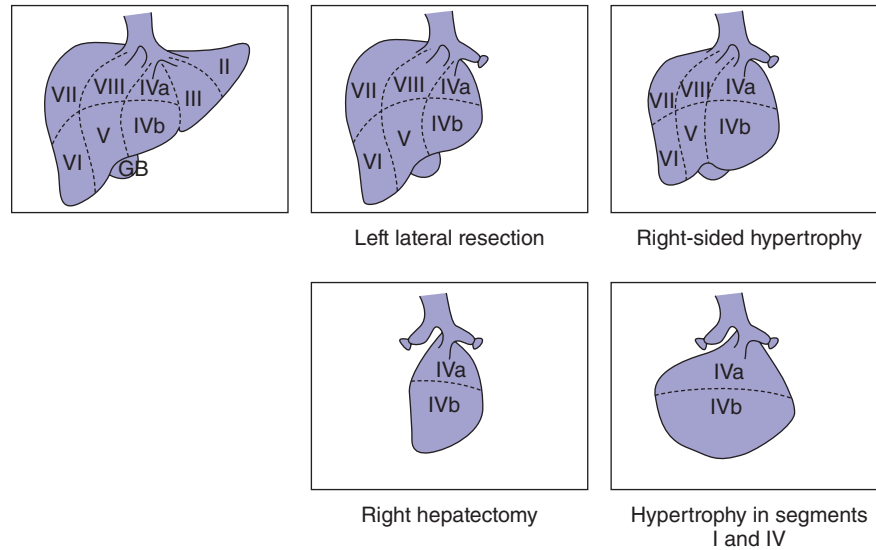 VII VIII IVa II
III
VI V IVb
GB
VII VIII IVa
VI V IVb
Left lateral resection
VII VIII IVa
VI V IVb
Right-sided hypertrophy
IVa
IVb
Right hepatectomy
IVa
IVb
Hypertrophy in segments
I and IV